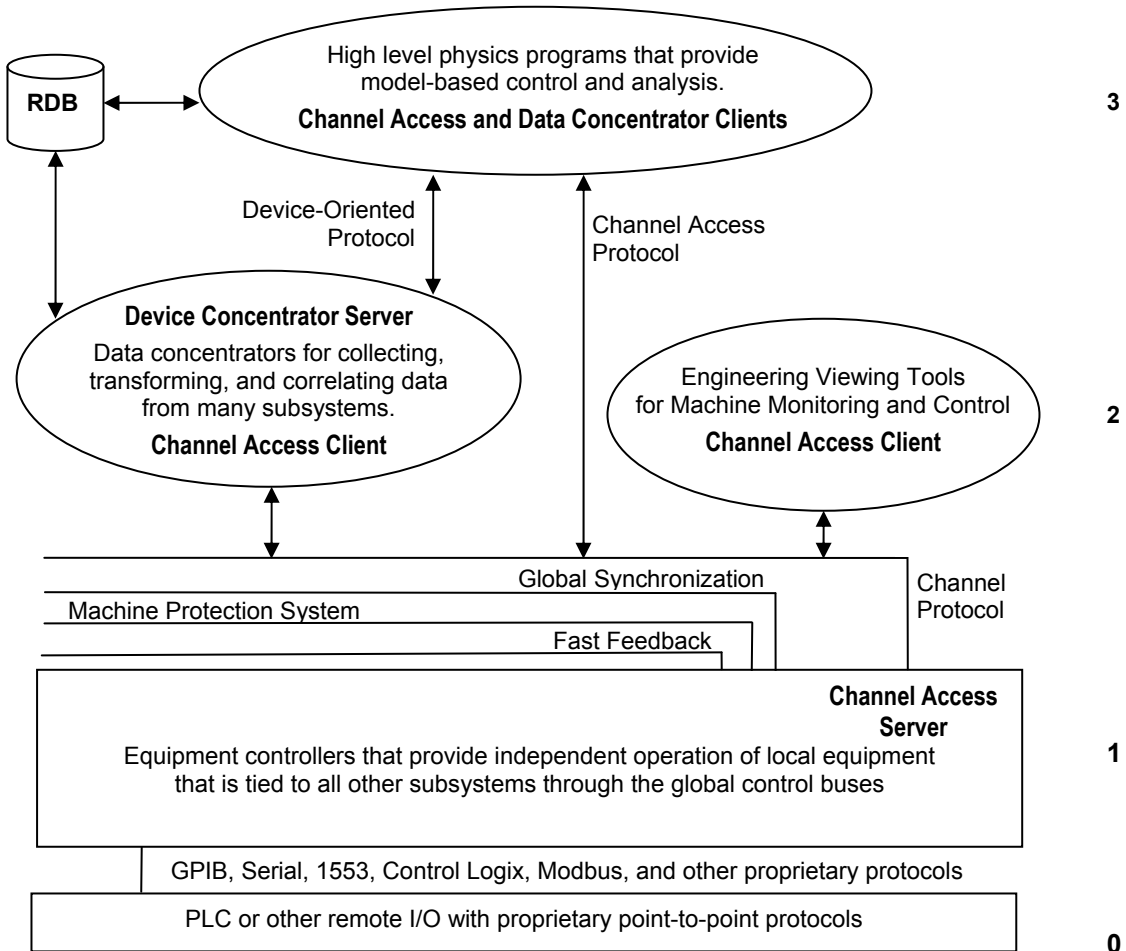 High level physics programs that provide
model-based control and analysis.
Channel Access and Data Concentrator Clients
RDB
3
Device-Oriented
Protocol
Channel Access
Protocol
Device Concentrator Server
Data concentrators for collecting,
transforming, and correlating data
from many subsystems.
Channel Access Client
Engineering Viewing Tools
for Machine Monitoring and Control
Channel Access Client
2
Global Synchronization
Machine Protection System
Fast Feedback
Channel
Protocol
Channel Access
Server
Equipment controllers that provide independent operation of local equipment
that is tied to all other subsystems through the global control buses
1
GPIB, Serial, 1553, Control Logix, Modbus, and other proprietary protocols
PLC or other remote I/O with proprietary point-to-point protocols
0